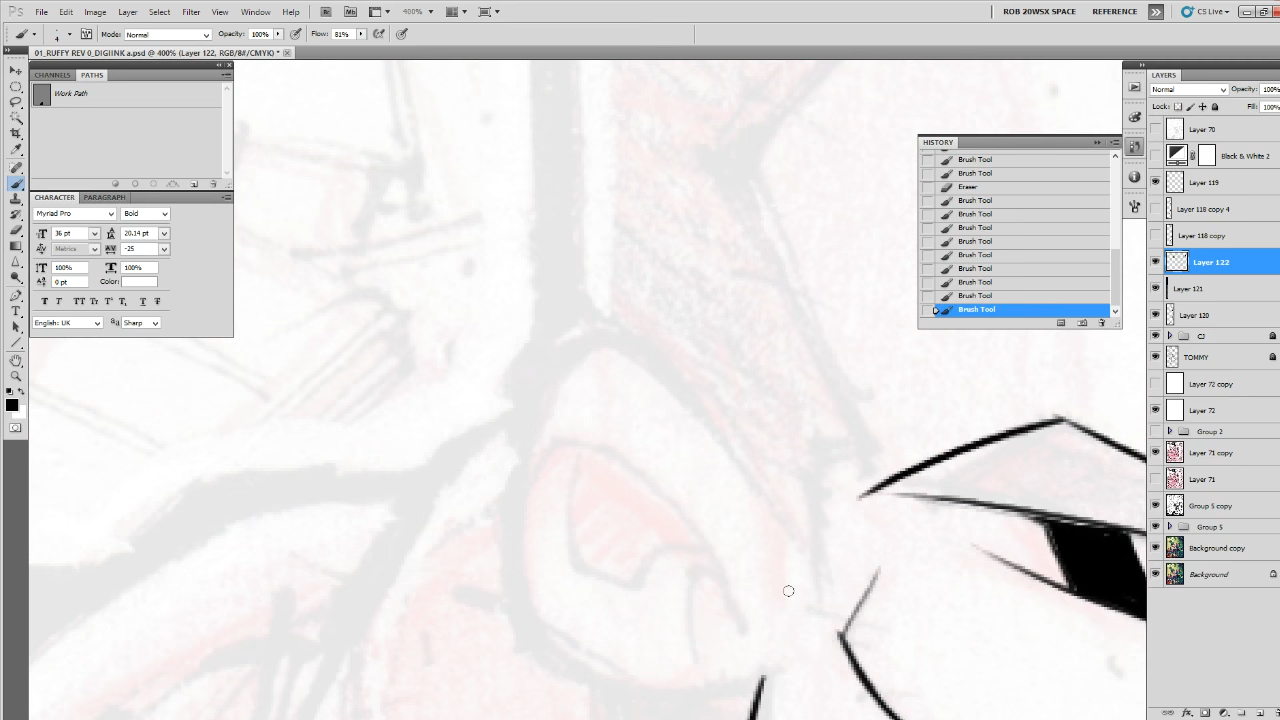 Ps File Edit Image Layer Select Filter View Window Help Br Mb 400% ROB 20WSX SPACE REFERENCE CS Live
4 Mode: Normal Opacity: 100% Flow: 81%
01_RUFFY REV 0_DIGIINK a.psd @ 400% (Layer 122, RGB/8#/CMYK) *
CHANNELS PATHS
Work Path
CHARACTER PARAGRAPH
Myriad Pro Bold
36 pt 20,14 pt
Metrics -25
100% 100%
0 pt Color:
English: UK Sharp
HISTORY
Brush Tool
Brush Tool
Eraser
Brush Tool
Brush Tool
Brush Tool
Brush Tool
Brush Tool
Brush Tool
Brush Tool
Brush Tool
Brush Tool
LAYERS
Normal Opacity: 100%
Lock: Fill: 100%
Layer 70
Black & White 2
Layer 119
Layer 118 copy 4
Layer 118 copy
Layer 122
Layer 121
Layer 120
TOMMY
Layer 72 copy
Layer 72
Group 2
Layer 71 copy
Layer 71
Group 5 copy
Group 5
Background copy
Background